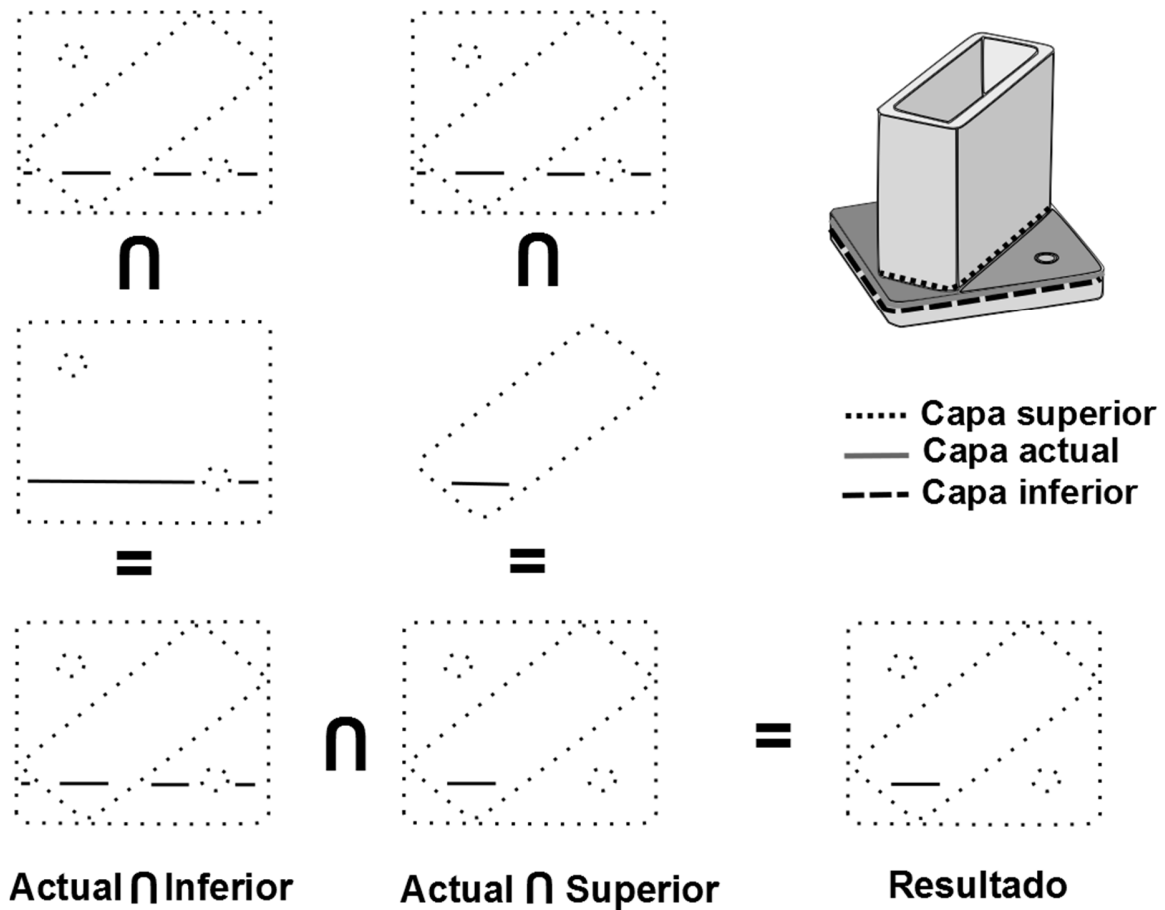 ∩
∩
Capa superior
Capa actual
Capa inferior
=
=
∩
=
Actual ∩ Inferior
Actual ∩ Superior
Resultado